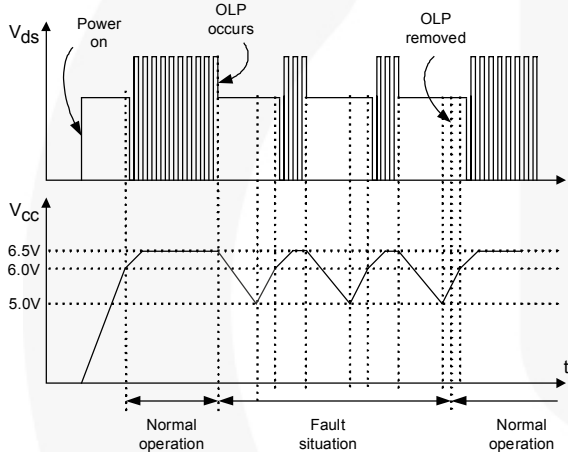 Vds
Power
on
OLP
occurs
OLP
removed
Vcc
6.5V
6.0V
5.0V
t
Normal
operation
Fault
situation
Normal
operation